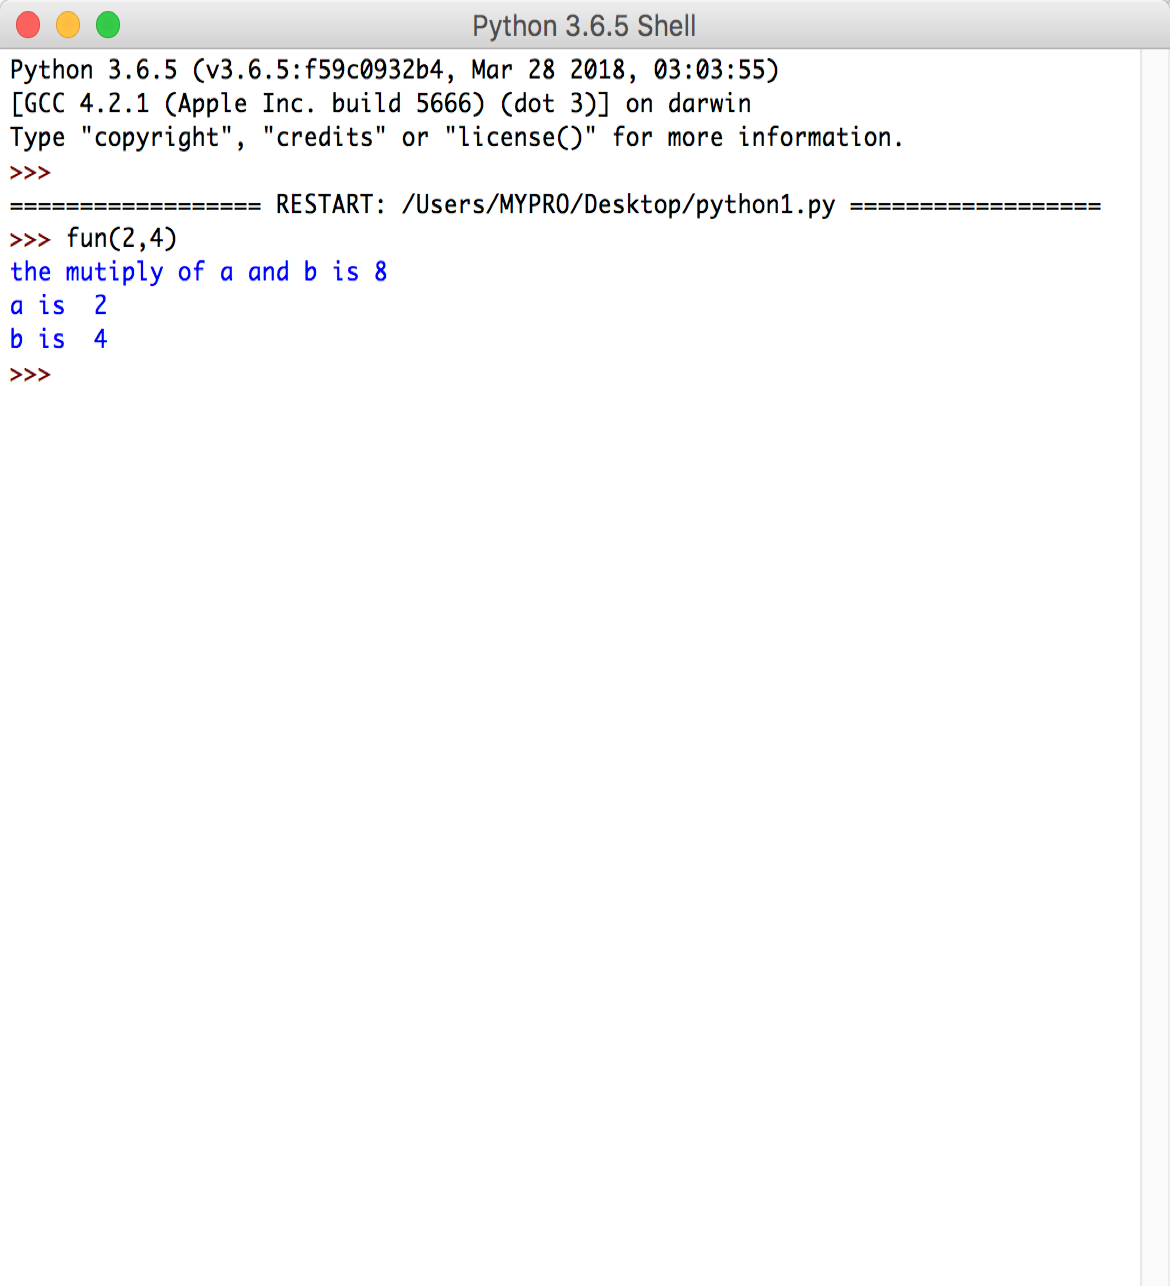 Python 3.6.5 Shell
Python 3.6.5 (v3.6.5:f59c0932b4, Mar 28 2018, 03:03:55)
[GCC 4.2.1 (Apple Inc. build 5666) (dot 3)] on darwin
Type "copyright", "credits" or "license()" for more information.
>>>
================== RESTART: /Users/MYPRO/Desktop/python1.py ==================
>>> fun(2,4)
the mutiply of a and b is 8
a is  2
b is  4
>>>